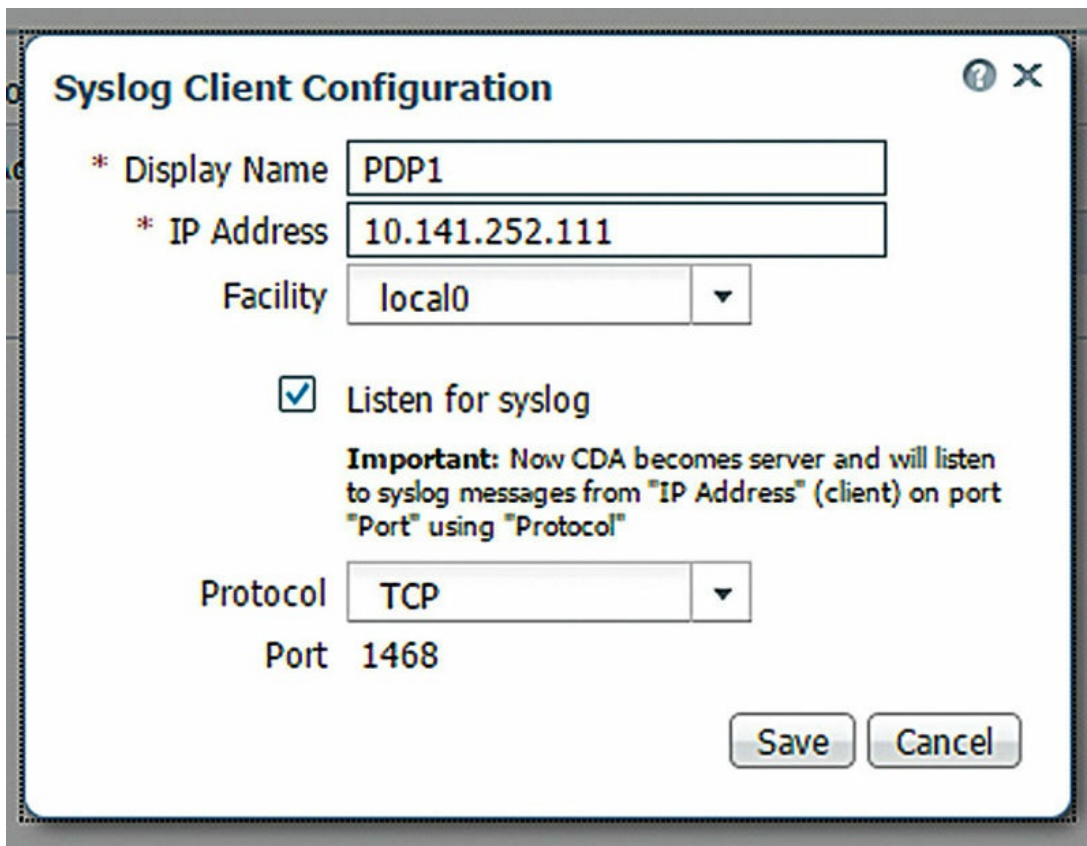 Syslog Client Configuration
* Display Name PDP1
* IP Address 10.141.252.111
Facility local0
Listen for syslog
Important: Now CDA becomes server and will listen
to syslog messages from "IP Address" (client) on port
"Port" using "Protocol"
Protocol TCP
Port 1468
Save Cancel